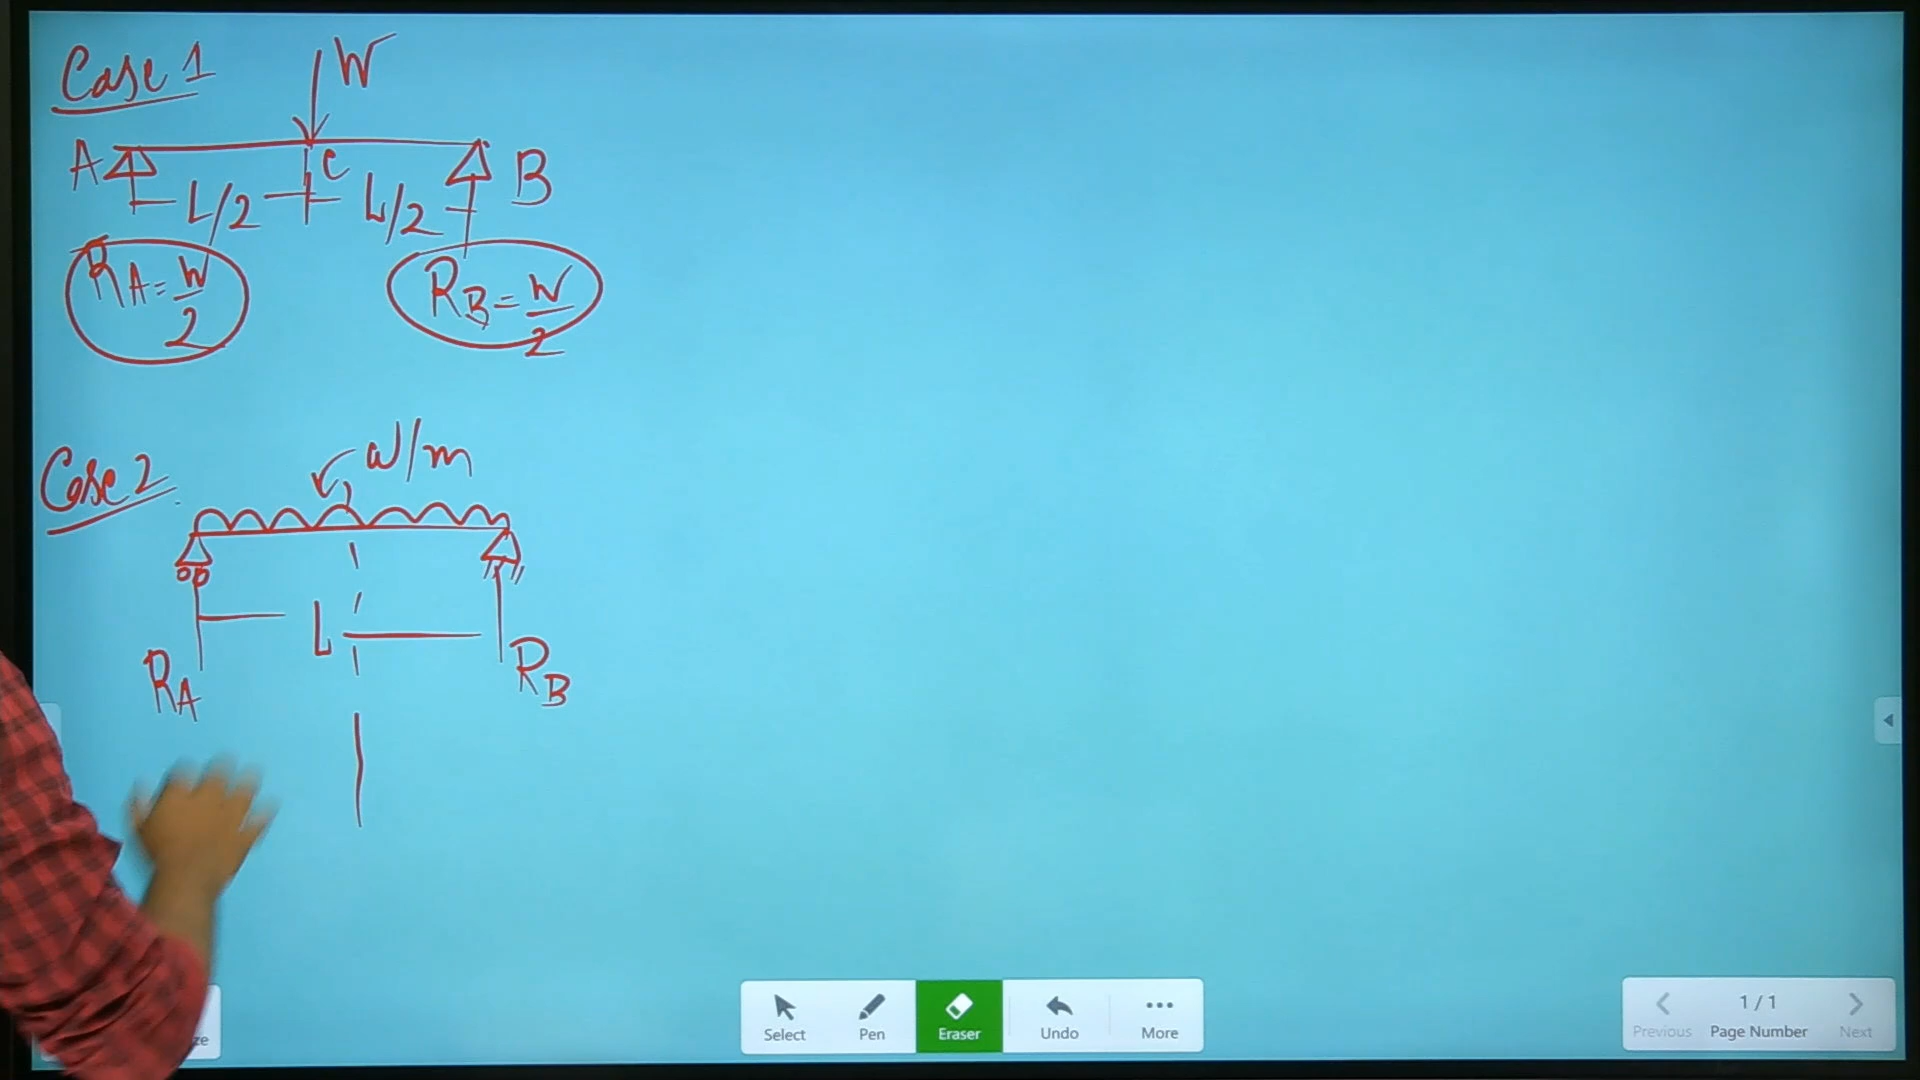 Case 1
W
A
C
B
L/2
L/2
RA = W/2
RB = W/2
Case 2
W/m
L
RA
RB
Select
Pen
Eraser
Undo
More
1 / 1
Previous
Page Number
Next